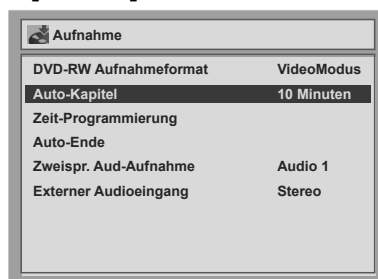 Aufnahme
DVD-RW Aufnahmeformat VideoModus
Auto-Kapitel 10 Minuten
Zeit-Programmierung
Auto-Ende
Zweispr. Aud-Aufnahme Audio 1
Externer Audioeingang Stereo